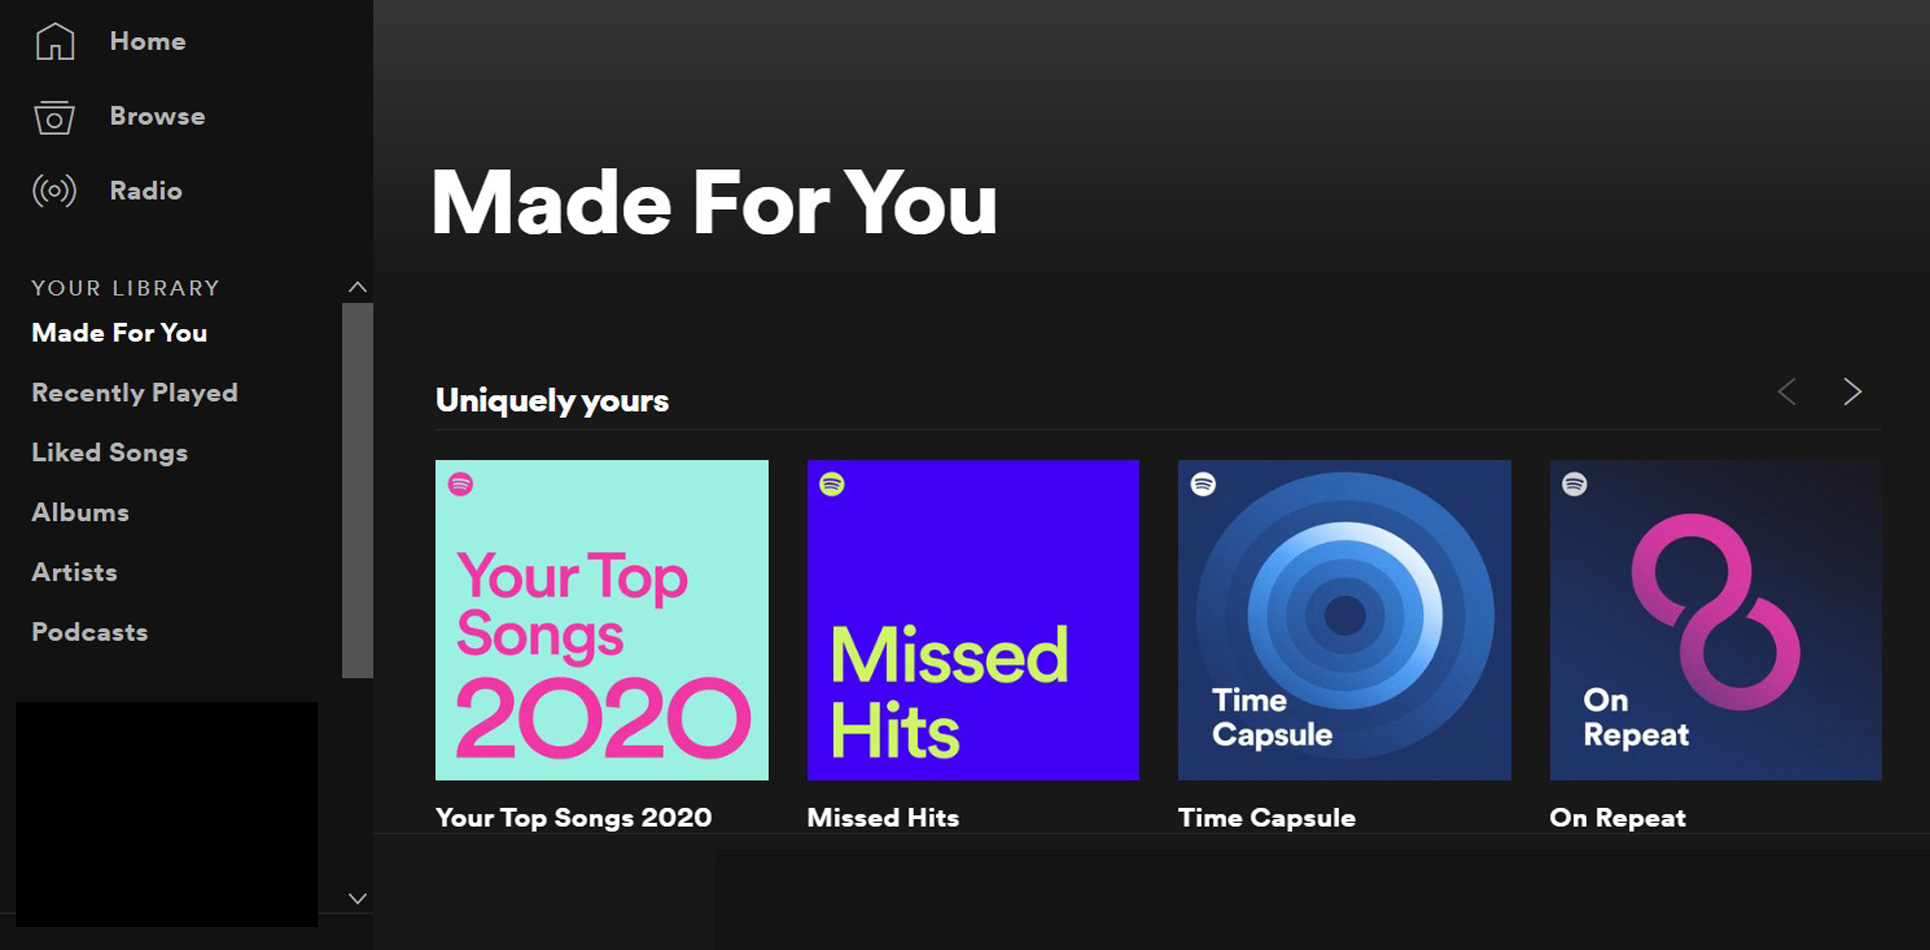 Home
Browse
Radio
YOUR LIBRARY
Made For You
Recently Played
Liked Songs
Albums
Artists
Podcasts
Made For You
Uniquely yours
Your Top
Songs
2020
Missed
Hits
Time
Capsule
On
Repeat
Your Top Songs 2020
Missed Hits
Time Capsule
On Repeat